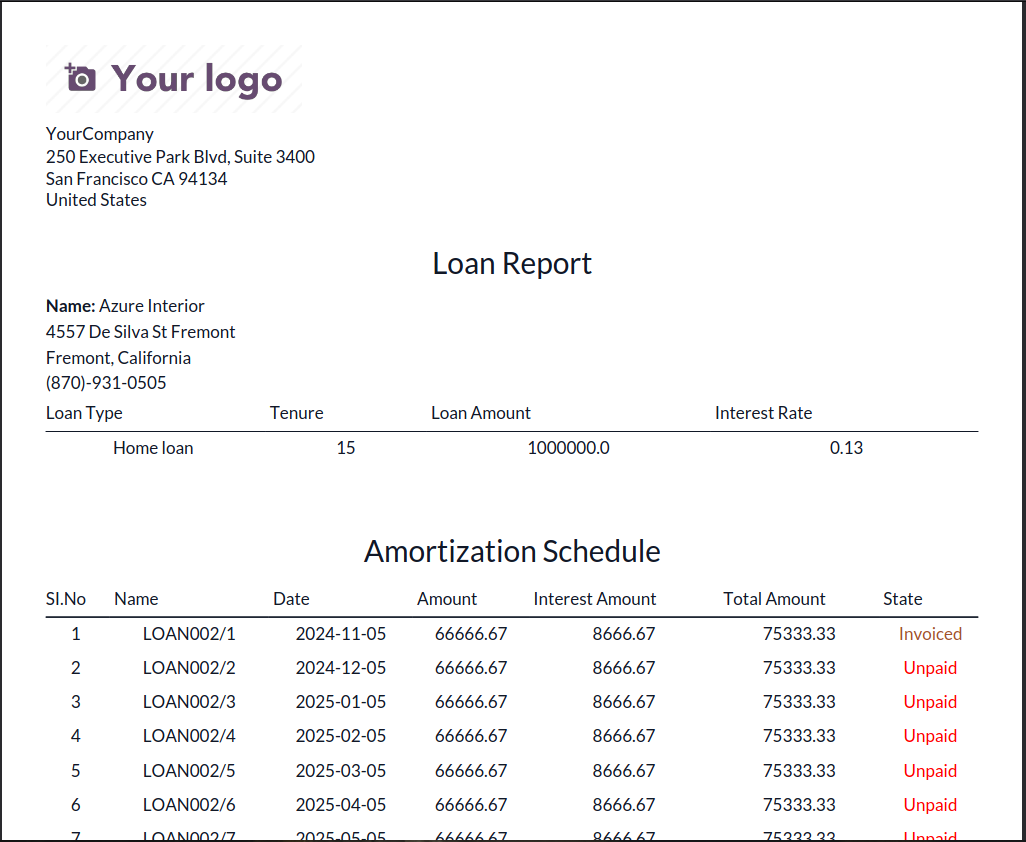 Your logo
YourCompany
250 Executive Park Blvd, Suite 3400
San Francisco CA 94134
United States
Loan Report
Name: Azure Interior
4557 De Silva St Fremont
Fremont, California
(870)-931-0505
Loan Type Tenure Loan Amount Interest Rate
Home loan 15 1000000.0 0.13
Amortization Schedule
SI.No Name Date Amount Interest Amount Total Amount State
1 LOAN002/1 2024-11-05 66666.67 8666.67 75333.33 Invoiced
2 LOAN002/2 2024-12-05 66666.67 8666.67 75333.33 Unpaid
3 LOAN002/3 2025-01-05 66666.67 8666.67 75333.33 Unpaid
4 LOAN002/4 2025-02-05 66666.67 8666.67 75333.33 Unpaid
5 LOAN002/5 2025-03-05 66666.67 8666.67 75333.33 Unpaid
6 LOAN002/6 2025-04-05 66666.67 8666.67 75333.33 Unpaid
7 LOAN002/7 2025-05-05 66666.67 8666.67 75333.33 Unpaid